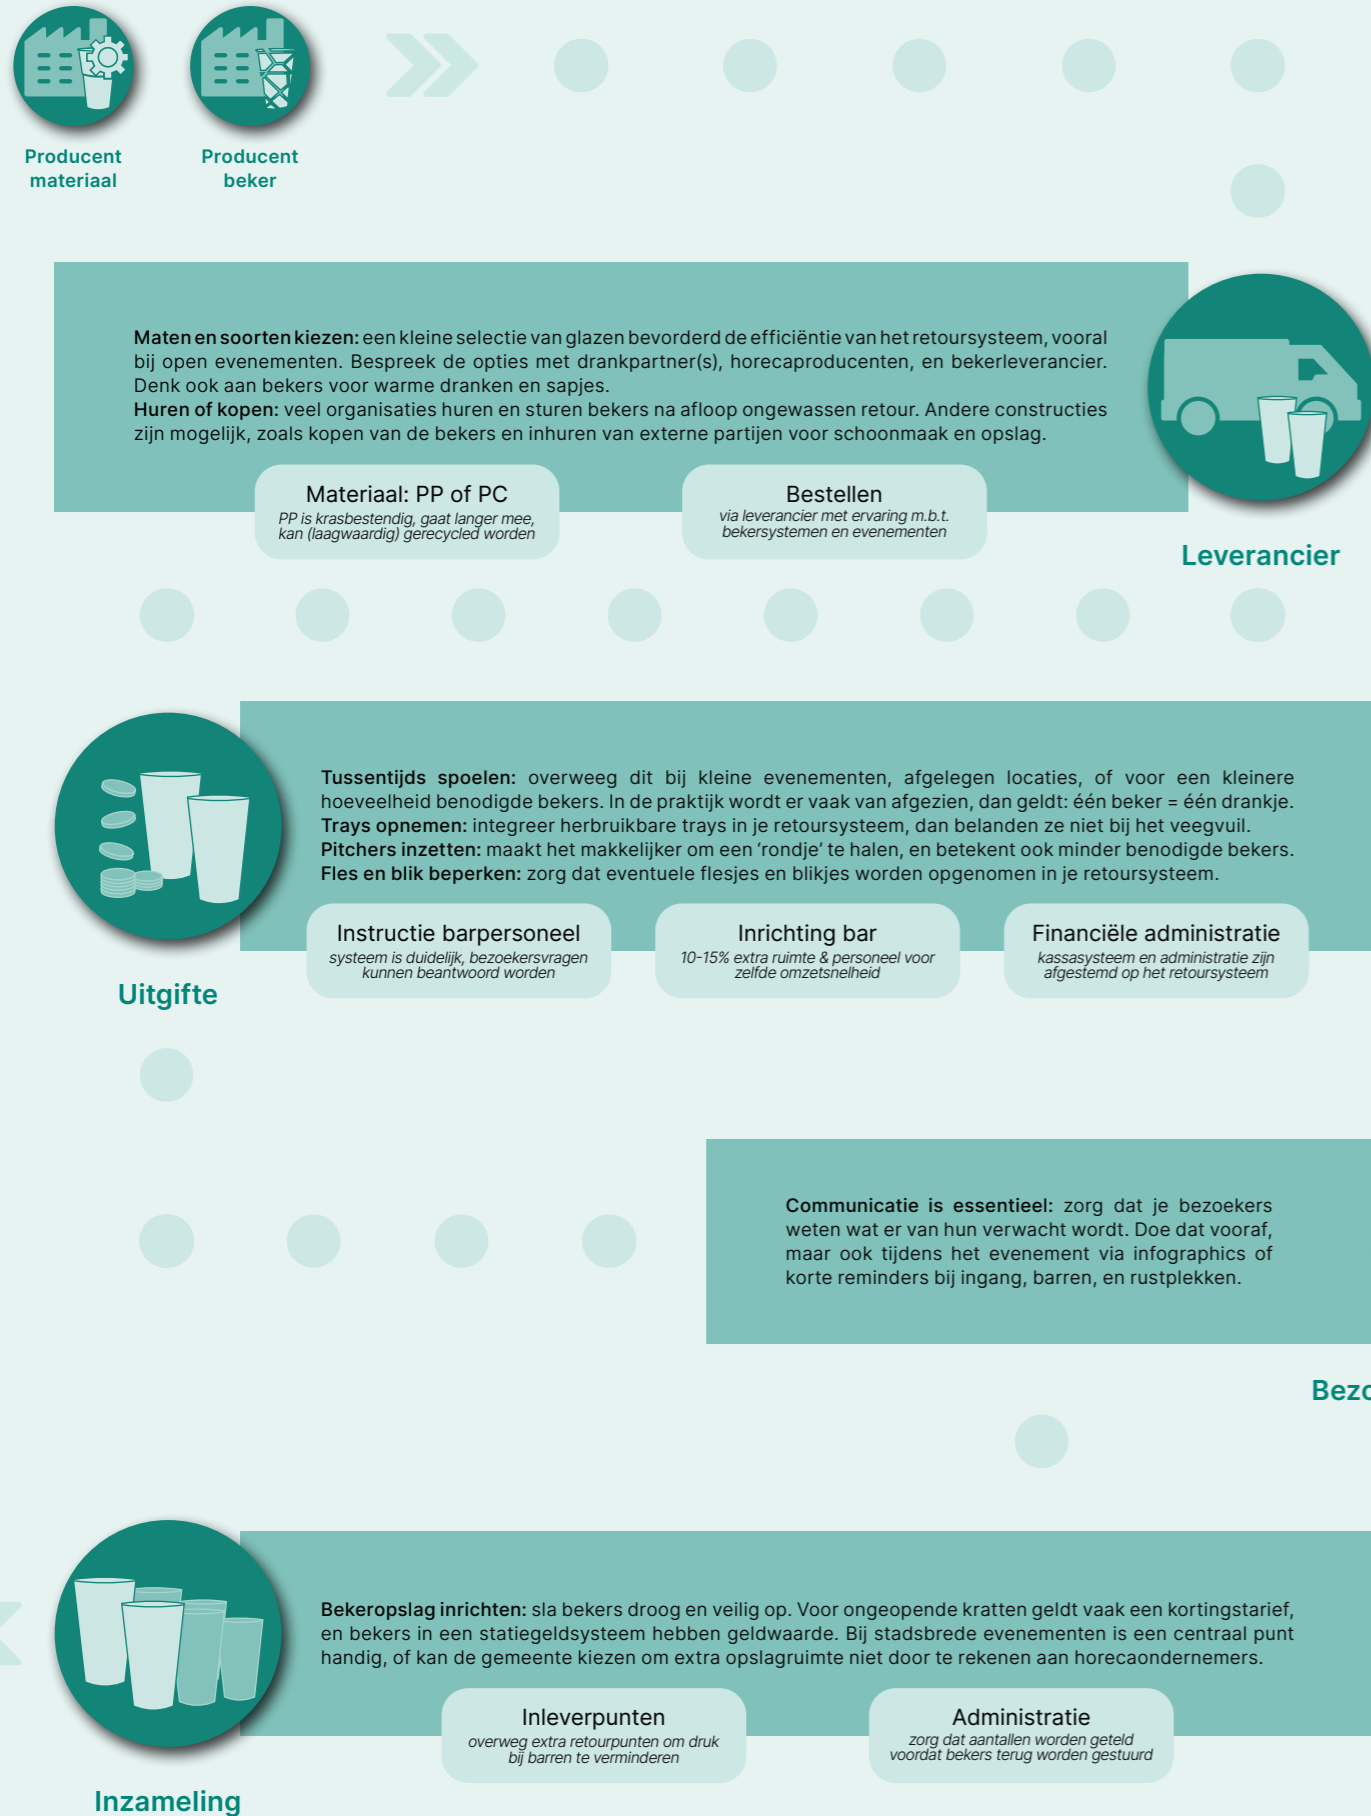 Producent
materiaal
Producent
beker
Maten en soorten kiezen: een kleine selectie van glazen bevorderd de efficiëntie van het retoursysteem, vooral
bij open evenementen. Bespreek de opties met drankpartner(s), horecaproducenten, en bekerleverancier.
Denk ook aan bekers voor warme dranken en sapjes.
Huren of kopen: veel organisaties huren en sturen bekers na afloop ongewassen retour. Andere constructies
zijn mogelijk, zoals kopen van de bekers en inhuren van externe partijen voor schoonmaak en opslag.
Materiaal: PP of PC
PP is krasbestendig, gaat langer mee,
kan (laagwaardig) gerecycled worden
Bestellen
via leverancier met ervaring m.b.t.
bekersystemen en evenementen
Leverancier
Tussentijds spoelen: overweeg dit bij kleine evenementen, afgelegen locaties, of voor een kleinere
hoeveelheid benodigde bekers. In de praktijk wordt er vaak van afgezien, dan geldt: één beker = één drankje.
Trays opnemen: integreer herbruikbare trays in je retoursysteem, dan belanden ze niet bij het veegvuil.
Pitchers inzetten: maakt het makkelijker om een ‘rondje’ te halen, en betekent ook minder benodigde bekers.
Fles en blik beperken: zorg dat eventuele flesjes en blikjes worden opgenomen in je retoursysteem.
Instructie barpersoneel
systeem is duidelijk, bezoekersvragen
kunnen beantwoord worden
Inrichting bar
10-15% extra ruimte & personeel voor
zelfde omzetsnelheid
Financiële administratie
kassasysteem en administratie zijn
afgestemd op het retoursysteem
Uitgifte
Communicatie is essentieel: zorg dat je bezoekers
weten wat er van hun verwacht wordt. Doe dat vooraf,
maar ook tijdens het evenement via infographics of
korte reminders bij ingang, barren, en rustplekken.
Bekeropslag inrichten: sla bekers droog en veilig op. Voor ongeopende kratten geldt vaak een kortingstarief,
en bekers in een statiegeldsysteem hebben geldwaarde. Bij stadsbrede evenementen is een centraal punt
handig, of kan de gemeente kiezen om extra opslagruimte niet door te rekenen aan horecaondernemers.
Inleverpunten
overweg extra retourpunten om druk
bij barren te verminderen
Administratie
zorg dat aantallen worden geteld
voordat bekers terug worden gestuurd
Inzameling